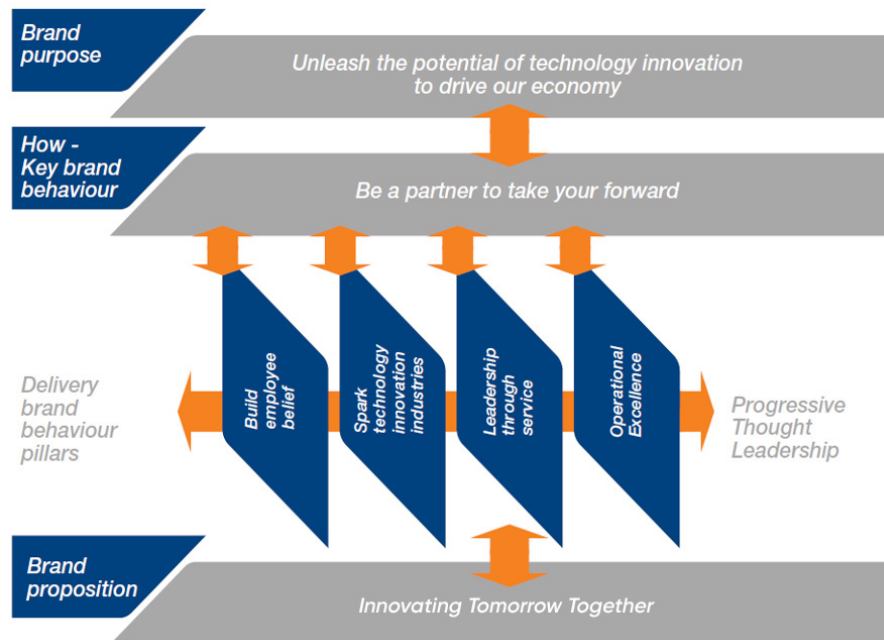 Brand
purpose
Unleash the potential of technology innovation
to drive our economy
How -
Key brand
behaviour
Be a partner to take your forward
Delivery
brand
behaviour
pillars
Build
employee
belief
Spark
technology
innovation
industries
Leadership
through
service
Operational
Excellence
Progressive
Thought
Leadership
Brand
proposition
Innovating Tomorrow Together